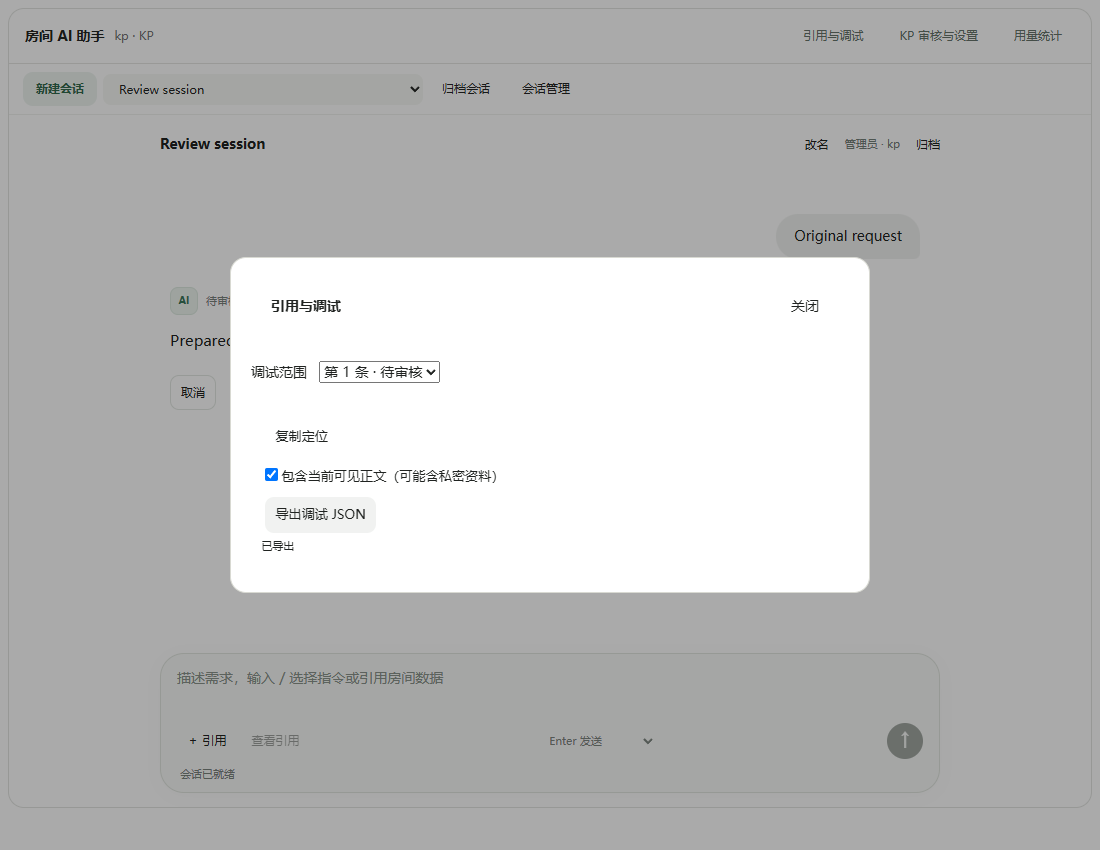 房间 AI 助手 kp · KP 引用与调试 KP 审核与设置 用量统计
新建会话 Review session 归档会话 会话管理
Review session 改名 管理员 · kp 归档
Original request
AI 待审
Prepared
取消
引用与调试 关闭
调试范围 第 1 条 · 待审核
复制定位
包含当前可见正文（可能含私密资料）
导出调试 JSON
已导出
描述需求，输入 / 选择指令或引用房间数据
+ 引用 查看引用 Enter 发送 ↑
会话已就绪